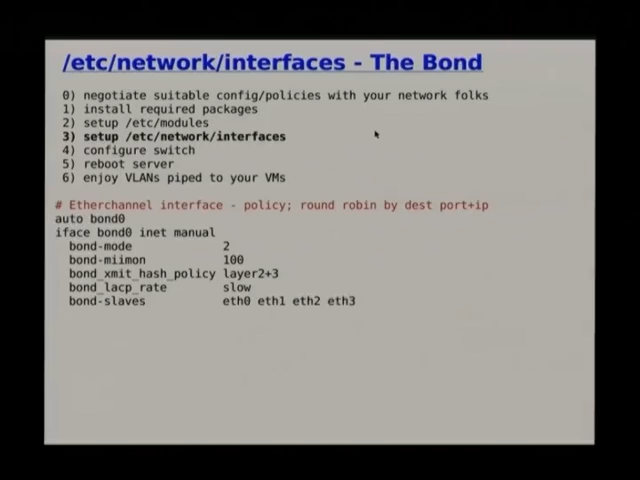 /etc/network/interfaces - The Bond
0) negotiate suitable config/policies with your network folks
1) install required packages
2) setup /etc/modules
3) setup /etc/network/interfaces
4) configure switch
5) reboot server
6) enjoy VLANs piped to your VMs
# Etherchannel interface - policy; round robin by dest port+ip
auto bond0
iface bond0 inet manual
bond-mode 2
bond-miimon 100
bond_xmit_hash_policy layer2+3
bond_lacp_rate slow
bond-slaves eth0 eth1 eth2 eth3